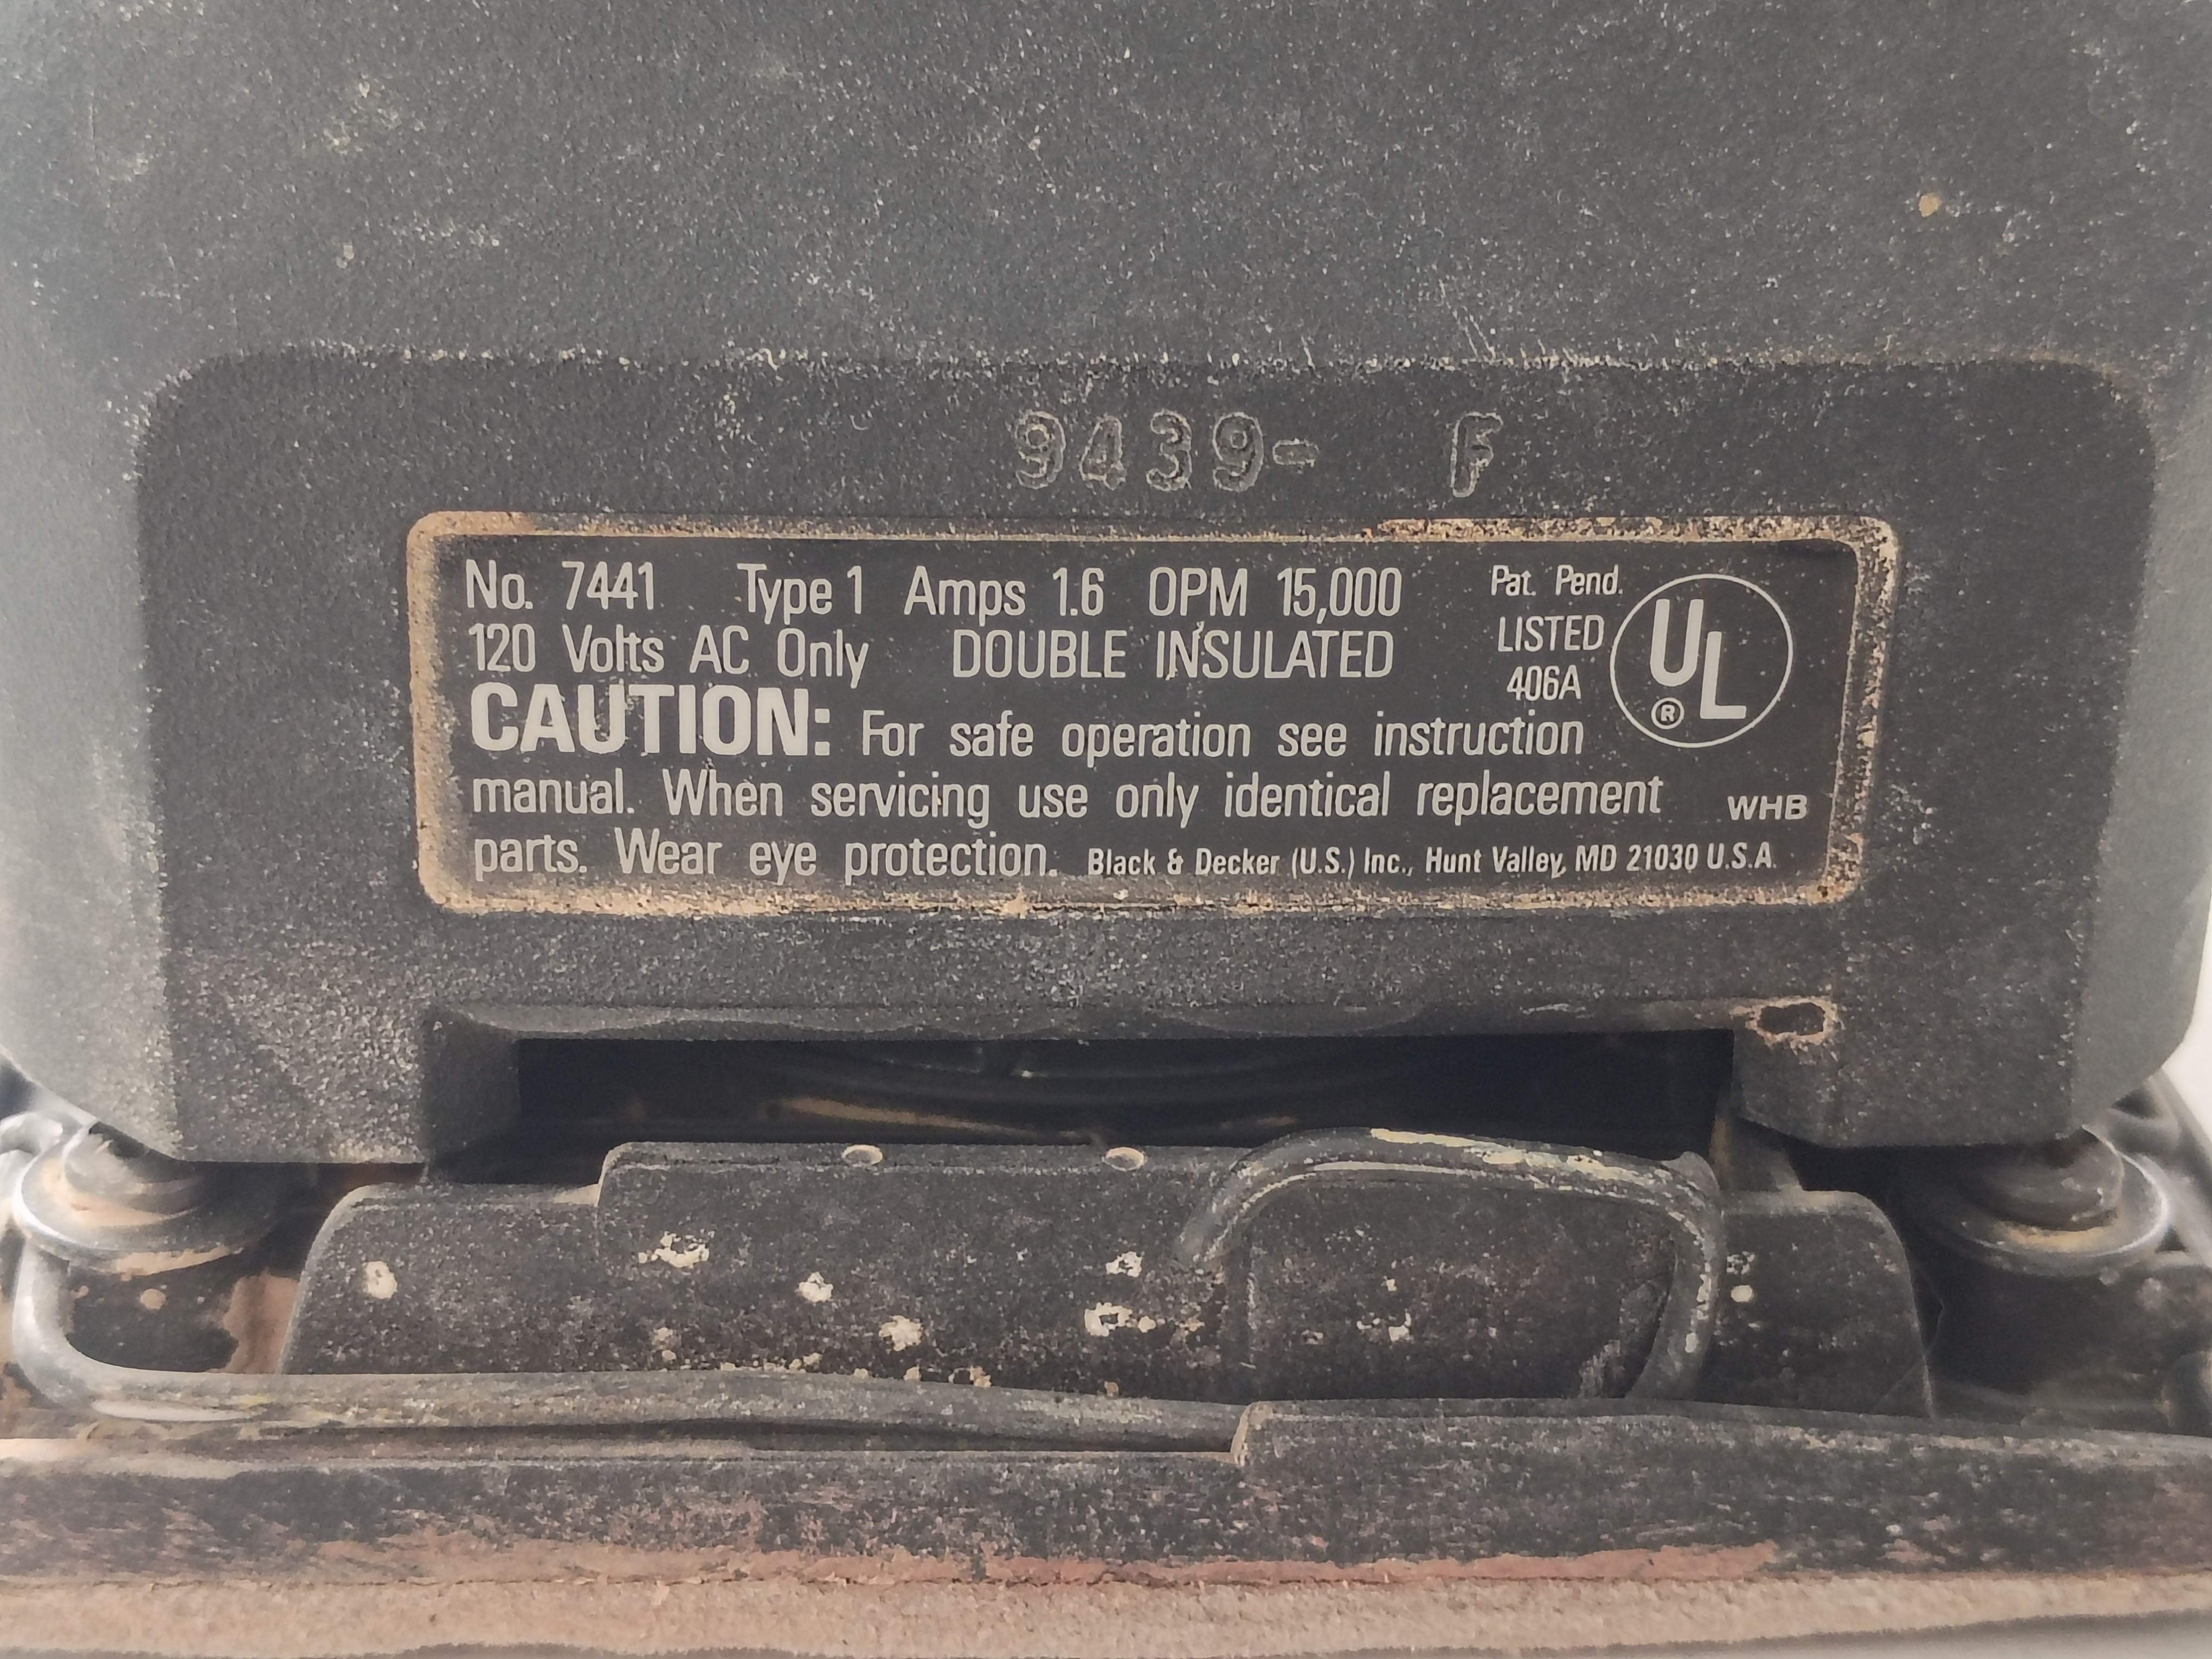 9439- F
No. 7441 Type 1 Amps 1.6 OPM 15,000 Pat. Pend.
120 Volts AC Only DOUBLE INSULATED LISTED
406A
UL
®
CAUTION: For safe operation see instruction
manual. When servicing use only identical replacement WHB
parts. Wear eye protection. Black & Decker (U.S.) Inc., Hunt Valley, MD 21030 U.S.A.